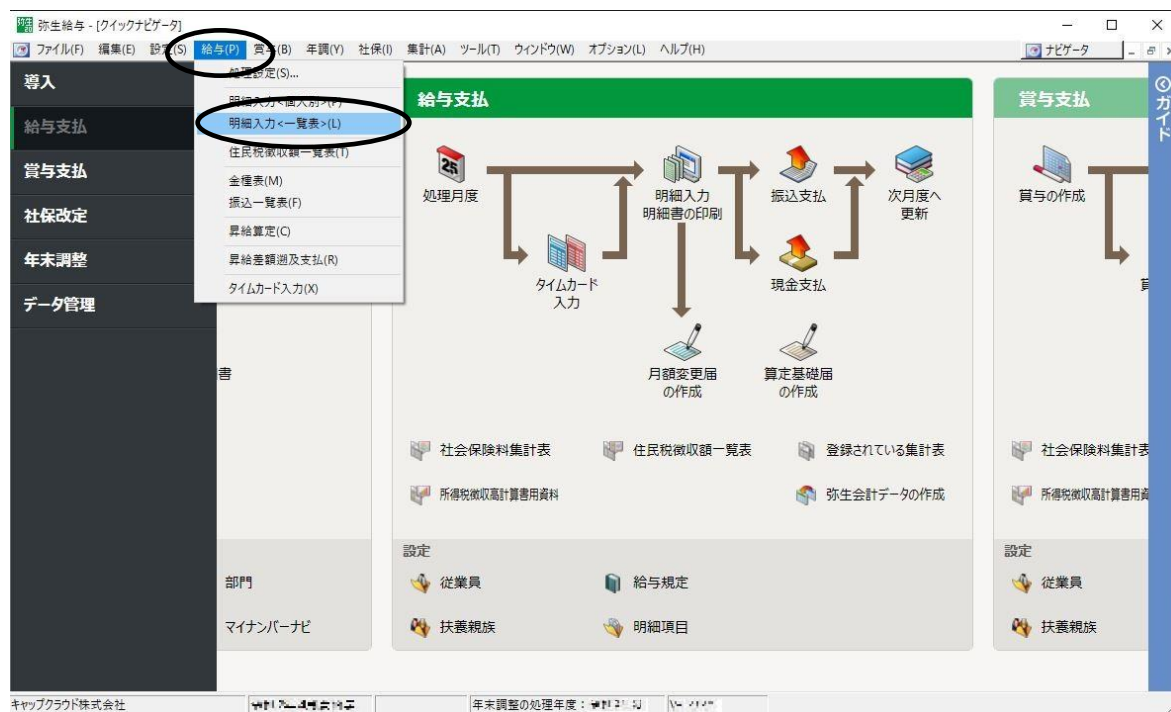 弥生給与 - [クイックナビゲータ]
ファイル(F) 編集(E) 設定(S) 給与(P) 賞与(B) 年調(Y) 社保(I) 集計(A) ツール(T) ウィンドウ(W) オプション(L) ヘルプ(H)
ナビゲータ
導入
給与支払
賞与支払
社保改定
年末調整
データ管理
処理設定(S)...
明細入力<個人別>(P)
明細入力<一覧表>(L)
住民税徴収額一覧表(T)
金種表(M)
振込一覧表(F)
昇給算定(C)
昇給差額遡及支払(R)
タイムカード入力(X)
書
部門
マイナンバーナビ
給与支払
25
処理月度
明細入力
明細書の印刷
振込支払
次月度へ
更新
タイムカード
入力
現金支払
月額変更届
の作成
算定基礎届
の作成
社会保険料集計表
住民税徴収額一覧表
登録されている集計表
所得税徴収高計算書用資料
弥生会計データの作成
設定
従業員
給与規定
扶養親族
明細項目
賞与支払
賞与の作成
社会保険料集計表
所得税徴収高計算書用資
設定
従業員
扶養親族
ガイド
キャップクラウド株式会社
年末調整の処理年度：